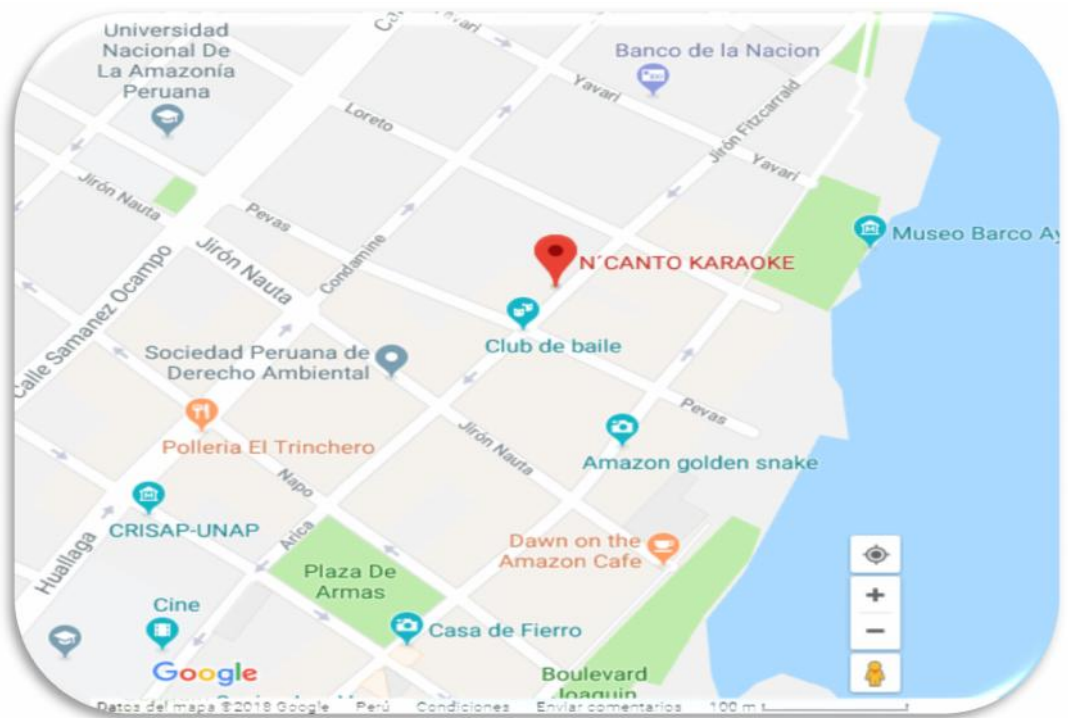 Universidad
Nacional De
La Amazonía
Peruana
Banco de la Nacion
Yavari
Loreto
Jirón Fitzcarrald
Yavari
Jirón Nauta
Pevas
Museo Barco Ay
Condamine
N´CANTO KARAOKE
Jirón Nauta
Calle Samanez Ocampo
Club de baile
Sociedad Peruana de
Derecho Ambiental
Pevas
Polleria El Trinchero
Jirón Nauta
Amazon golden snake
Napo
CRISAP-UNAP
Arica
Dawn on the
Amazon Cafe
Huallaga
Plaza De
Armas
Cine
Casa de Fierro
Google
Boulevard
Joaquin
Datos del mapa ©2018 Google Perú Condiciones Enviar comentarios 100 m